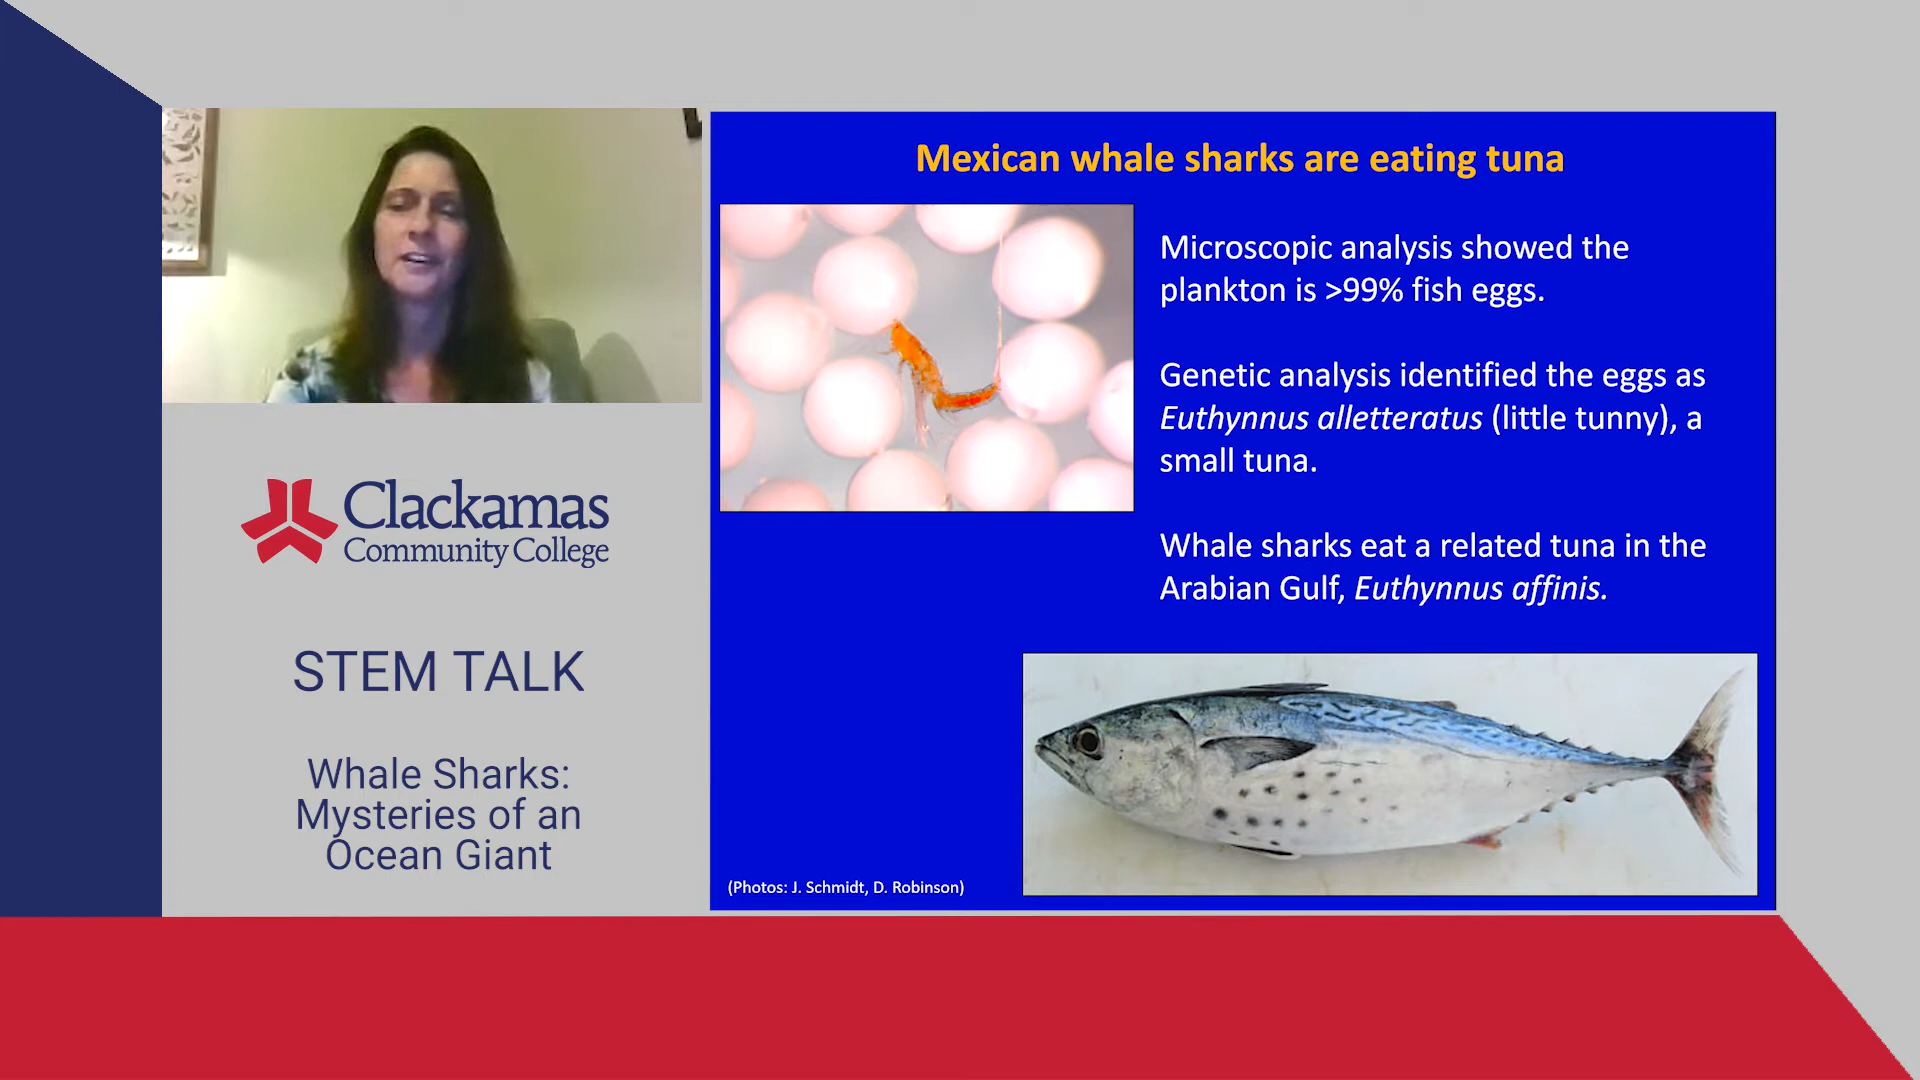 Clackamas
Community College
STEM TALK
Whale Sharks:
Mysteries of an
Ocean Giant
Mexican whale sharks are eating tuna
Microscopic analysis showed the
plankton is >99% fish eggs.
Genetic analysis identified the eggs as
Euthynnus alletteratus (little tunny), a
small tuna.
Whale sharks eat a related tuna in the
Arabian Gulf, Euthynnus affinis.
(Photos: J. Schmidt, D. Robinson)